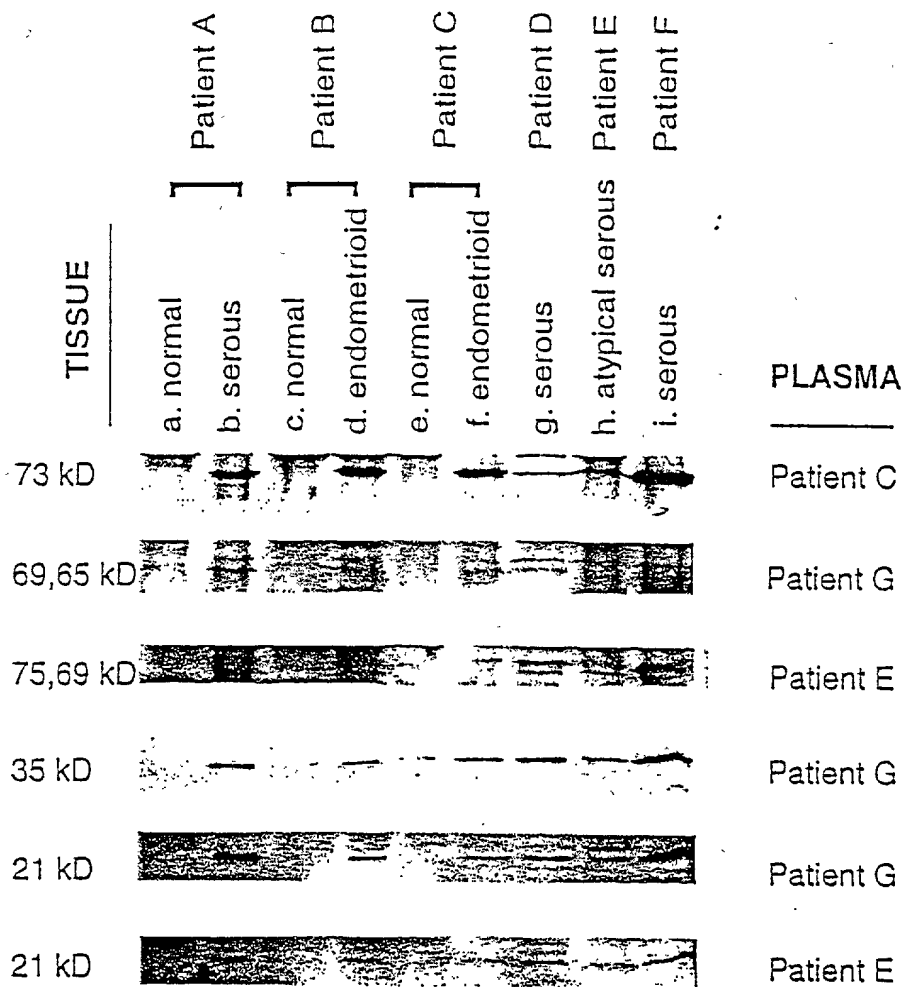 Patient A
Patient B
Patient C
Patient D
Patient E
Patient F
TISSUE
a. normal
b. serous
c. normal
d. endometrioid
e. normal
f. endometrioid
g. serous
h. atypical serous
i. serous
PLASMA
73 kD
Patient C
69,65 kD
Patient G
75,69 kD
Patient E
35 kD
Patient G
21 kD
Patient G
21 kD
Patient E